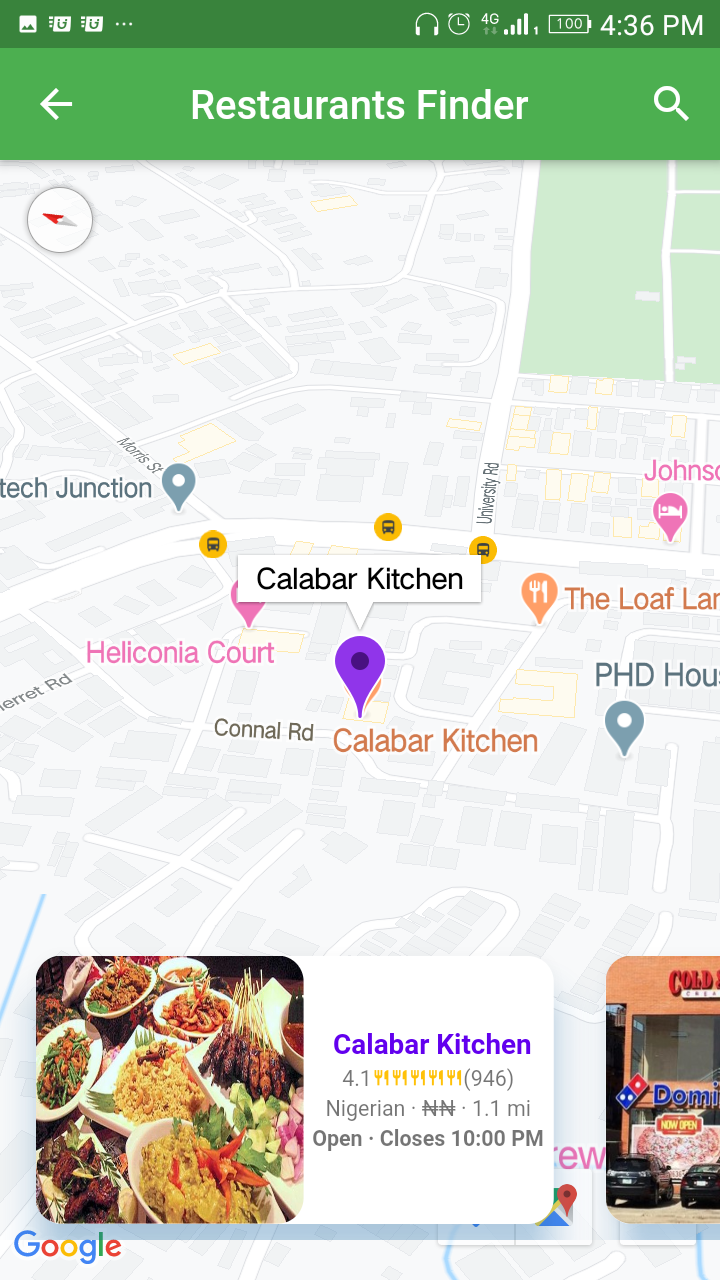 4G 1 100 4:36 PM
Restaurants Finder
Morris St
tech Junction
University Rd
Johnso
Calabar Kitchen
The Loaf Lar
Heliconia Court
PHD Hous
erret Rd
Connal Rd
Calabar Kitchen
Calabar Kitchen
4.1 (946)
Nigerian · ₦₦ · 1.1 mi
Open · Closes 10:00 PM
COLD
Domi
NOW OPEN
rew
Google